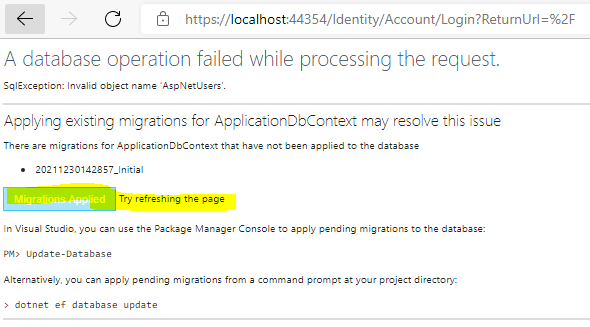 https://localhost:44354/Identity/Account/Login?ReturnUrl=%2F
A database operation failed while processing the request.
SqlException: Invalid object name 'AspNetUsers'.
Applying existing migrations for ApplicationDbContext may resolve this issue
There are migrations for ApplicationDbContext that have not been applied to the database
• 20211230142857_Initial
Migrations Applied Try refreshing the page
In Visual Studio, you can use the Package Manager Console to apply pending migrations to the database:
PM> Update-Database
Alternatively, you can apply pending migrations from a command prompt at your project directory:
> dotnet ef database update